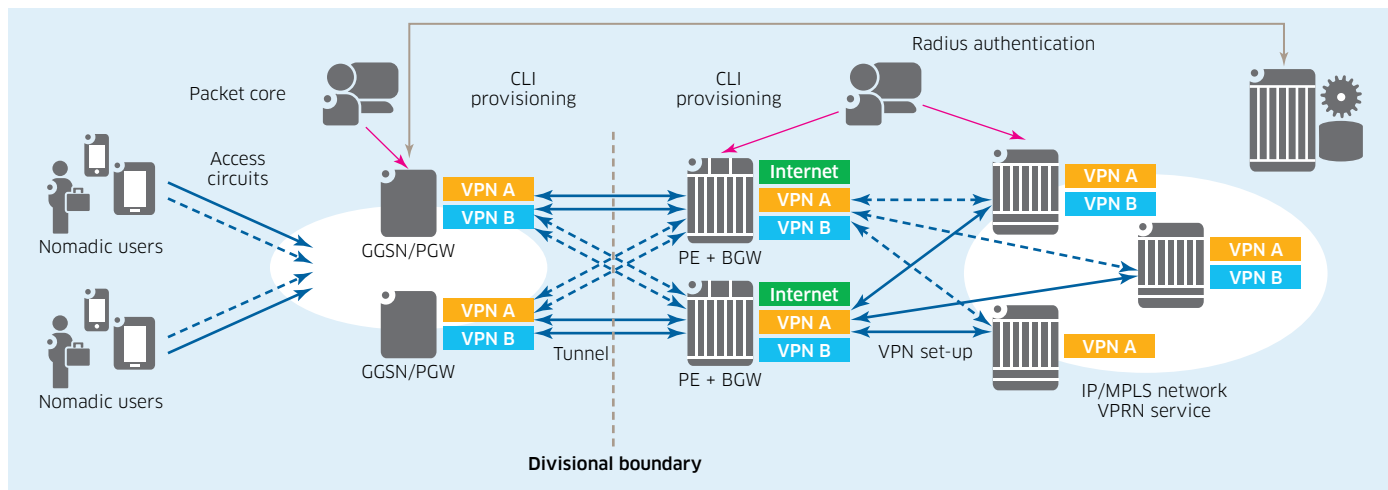 Radius authentication
Packet core
CLI
provisioning
CLI
provisioning
Access
circuits
Nomadic users
VPN A
VPN B
GGSN/PGW
Internet
VPN A
VPN B
PE + BGW
VPN A
VPN B
VPN A
VPN B
Nomadic users
VPN A
VPN B
GGSN/PGW
Tunnel
Internet
VPN A
VPN B
PE + BGW
VPN set-up
VPN A
IP/MPLS network
VPRN service
Divisional boundary